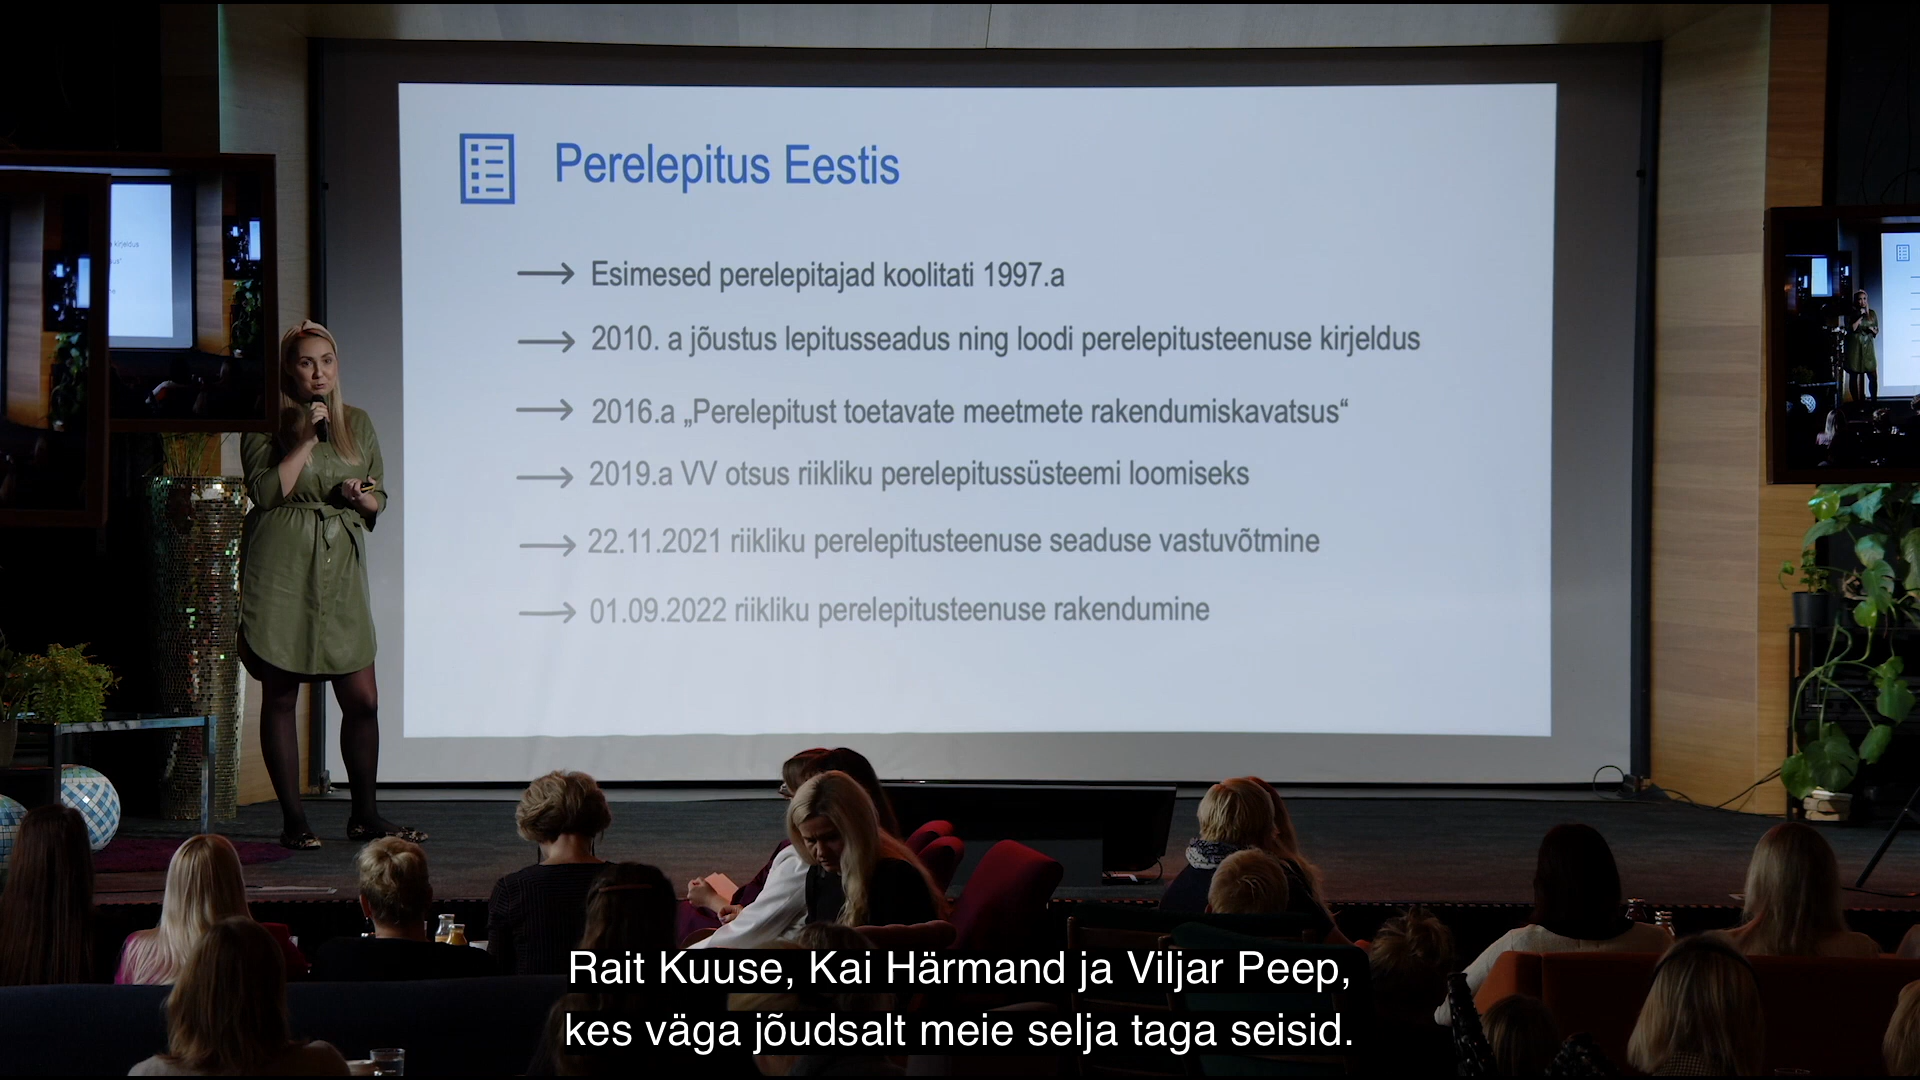 Perelepitus Eestis
Esimesed perelepitajad koolitati 1997.a
2010. a jõustus lepitusseadus ning loodi perelepitusteenuse kirjeldus
2016.a „Perelepitust toetavate meetmete rakendumiskavatsus“
2019.a VV otsus riikliku perelepitussüsteemi loomiseks
22.11.2021 riikliku perelepitusteenuse seaduse vastuvõtmine
01.09.2022 riikliku perelepitusteenuse rakendumine
kirjeldus
Rait Kuuse, Kai Härmand ja Viljar Peep,
kes väga jõudsalt meie selja taga seisid.